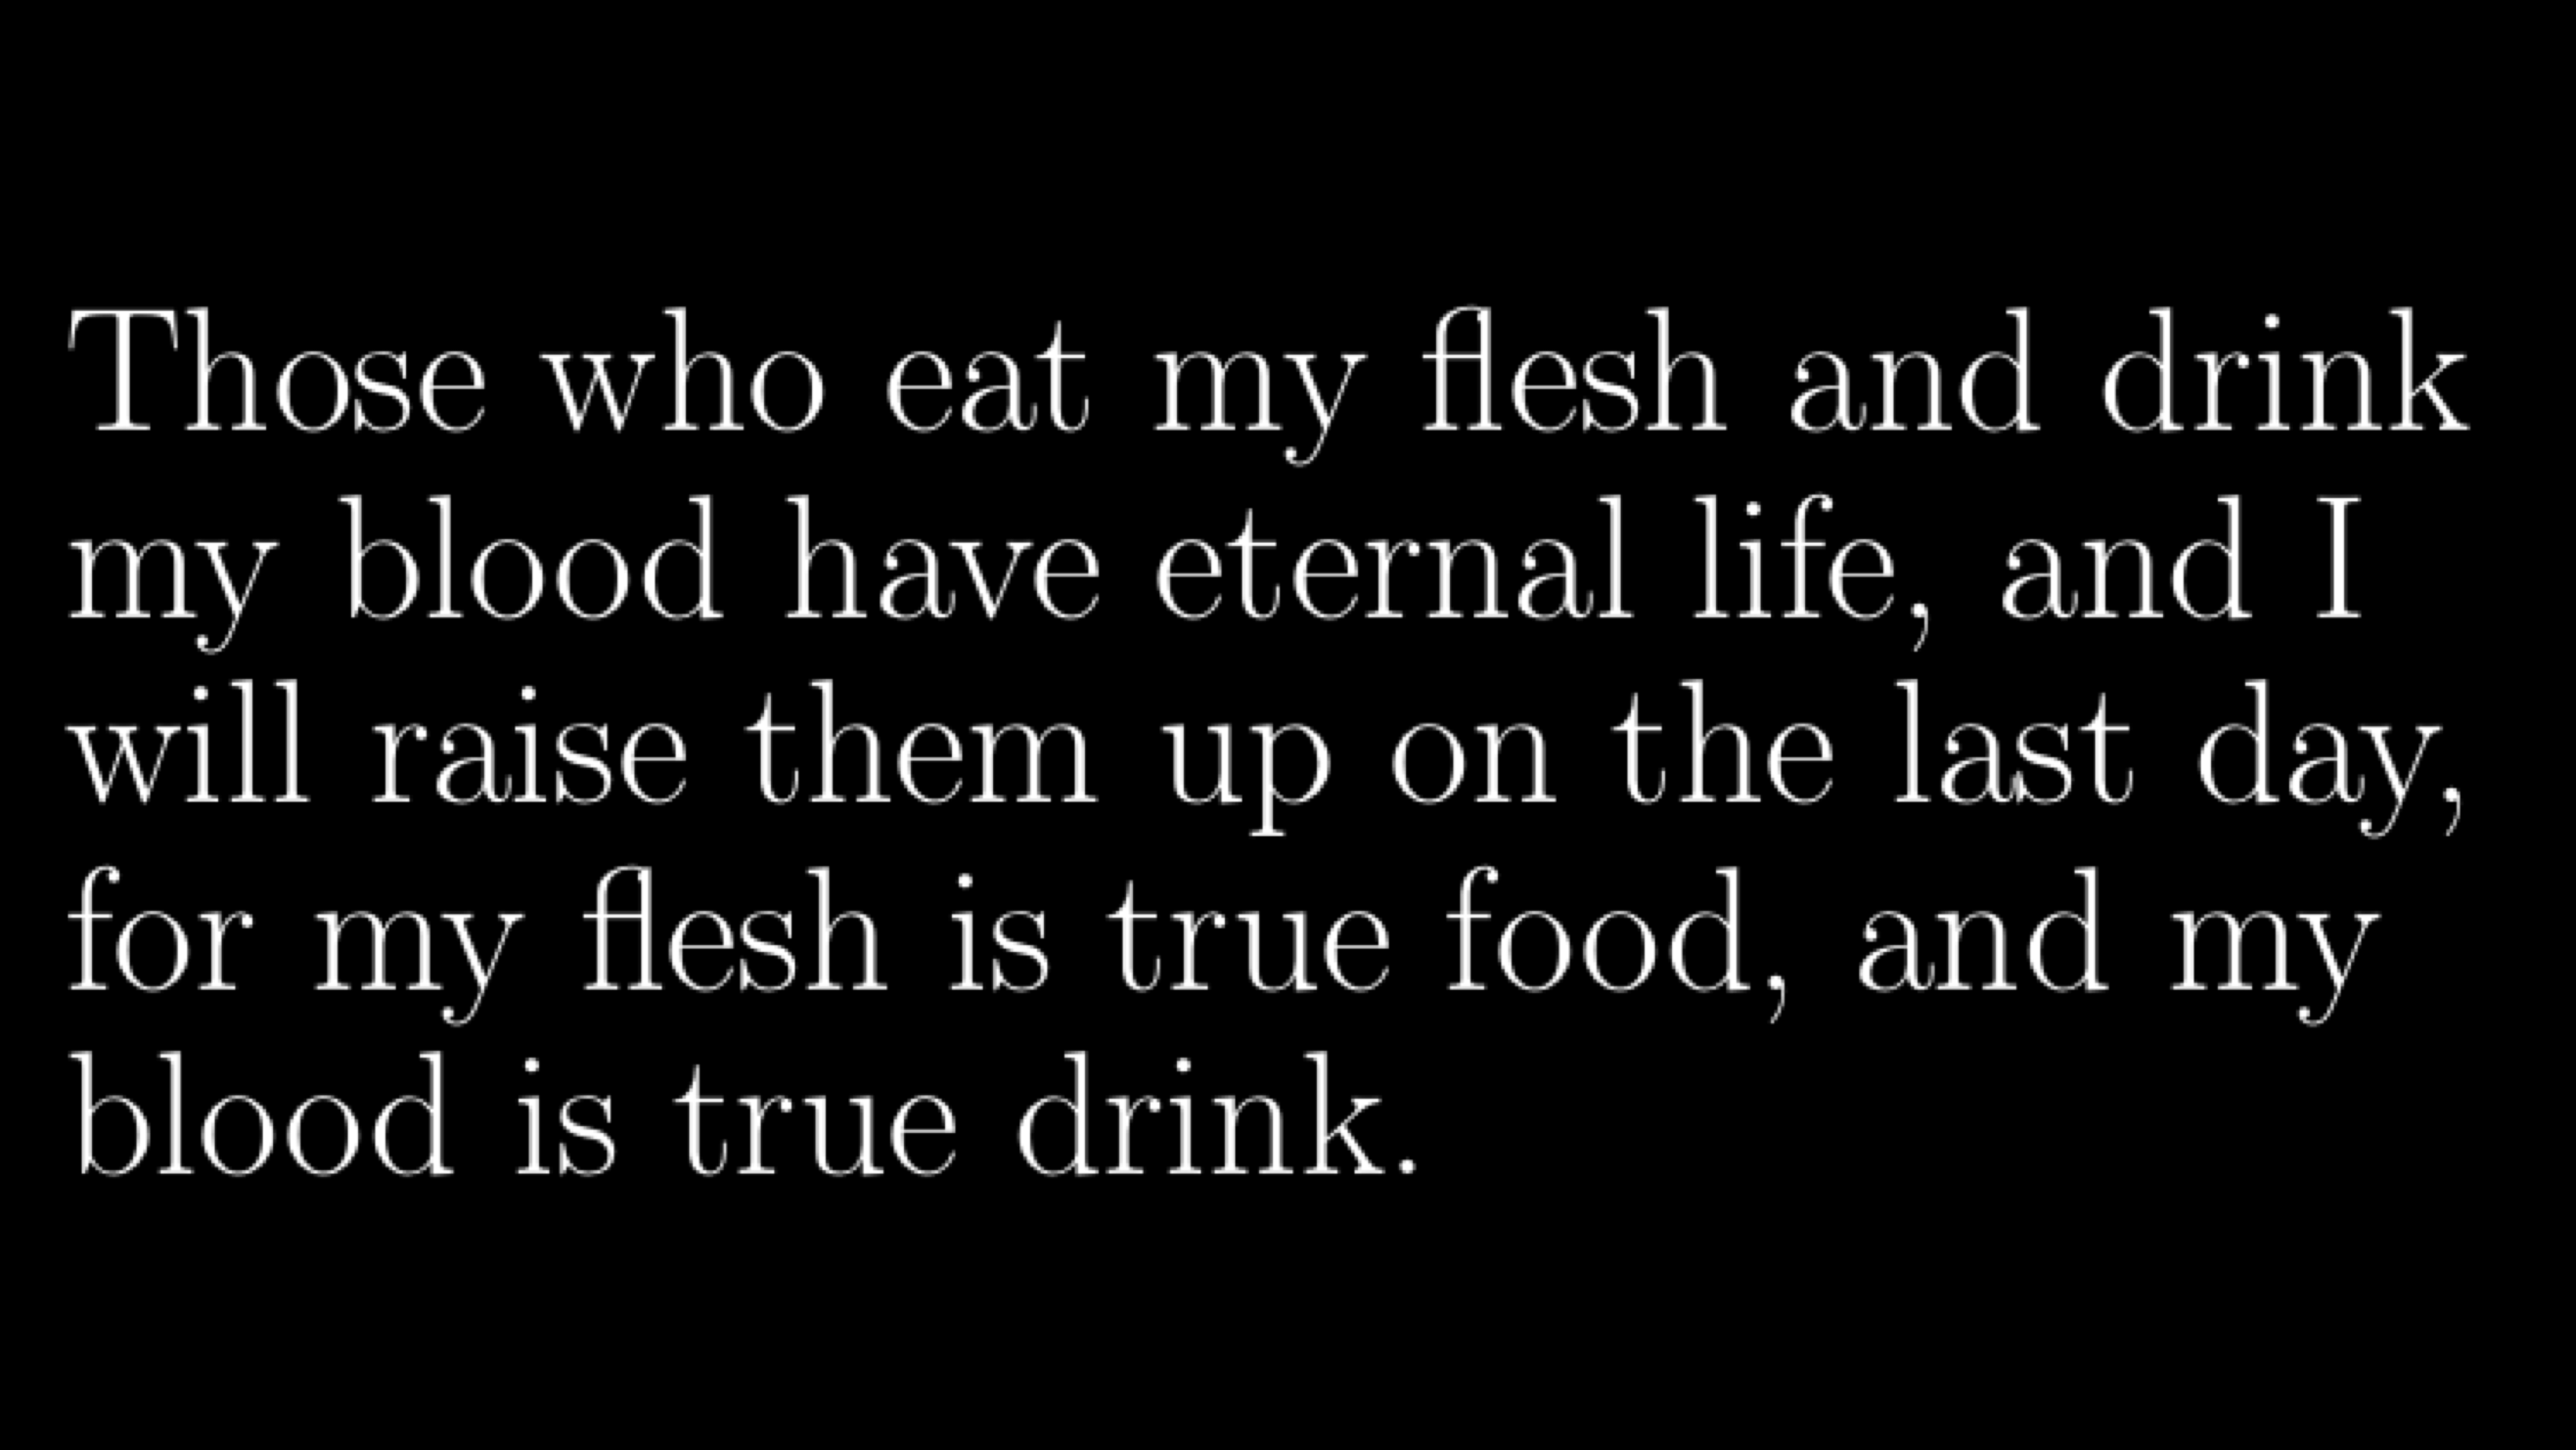 Those who eat my flesh and drink
my blood have eternal life, and I
will raise them up on the last day,
for my flesh is true food, and my
blood is true drink.